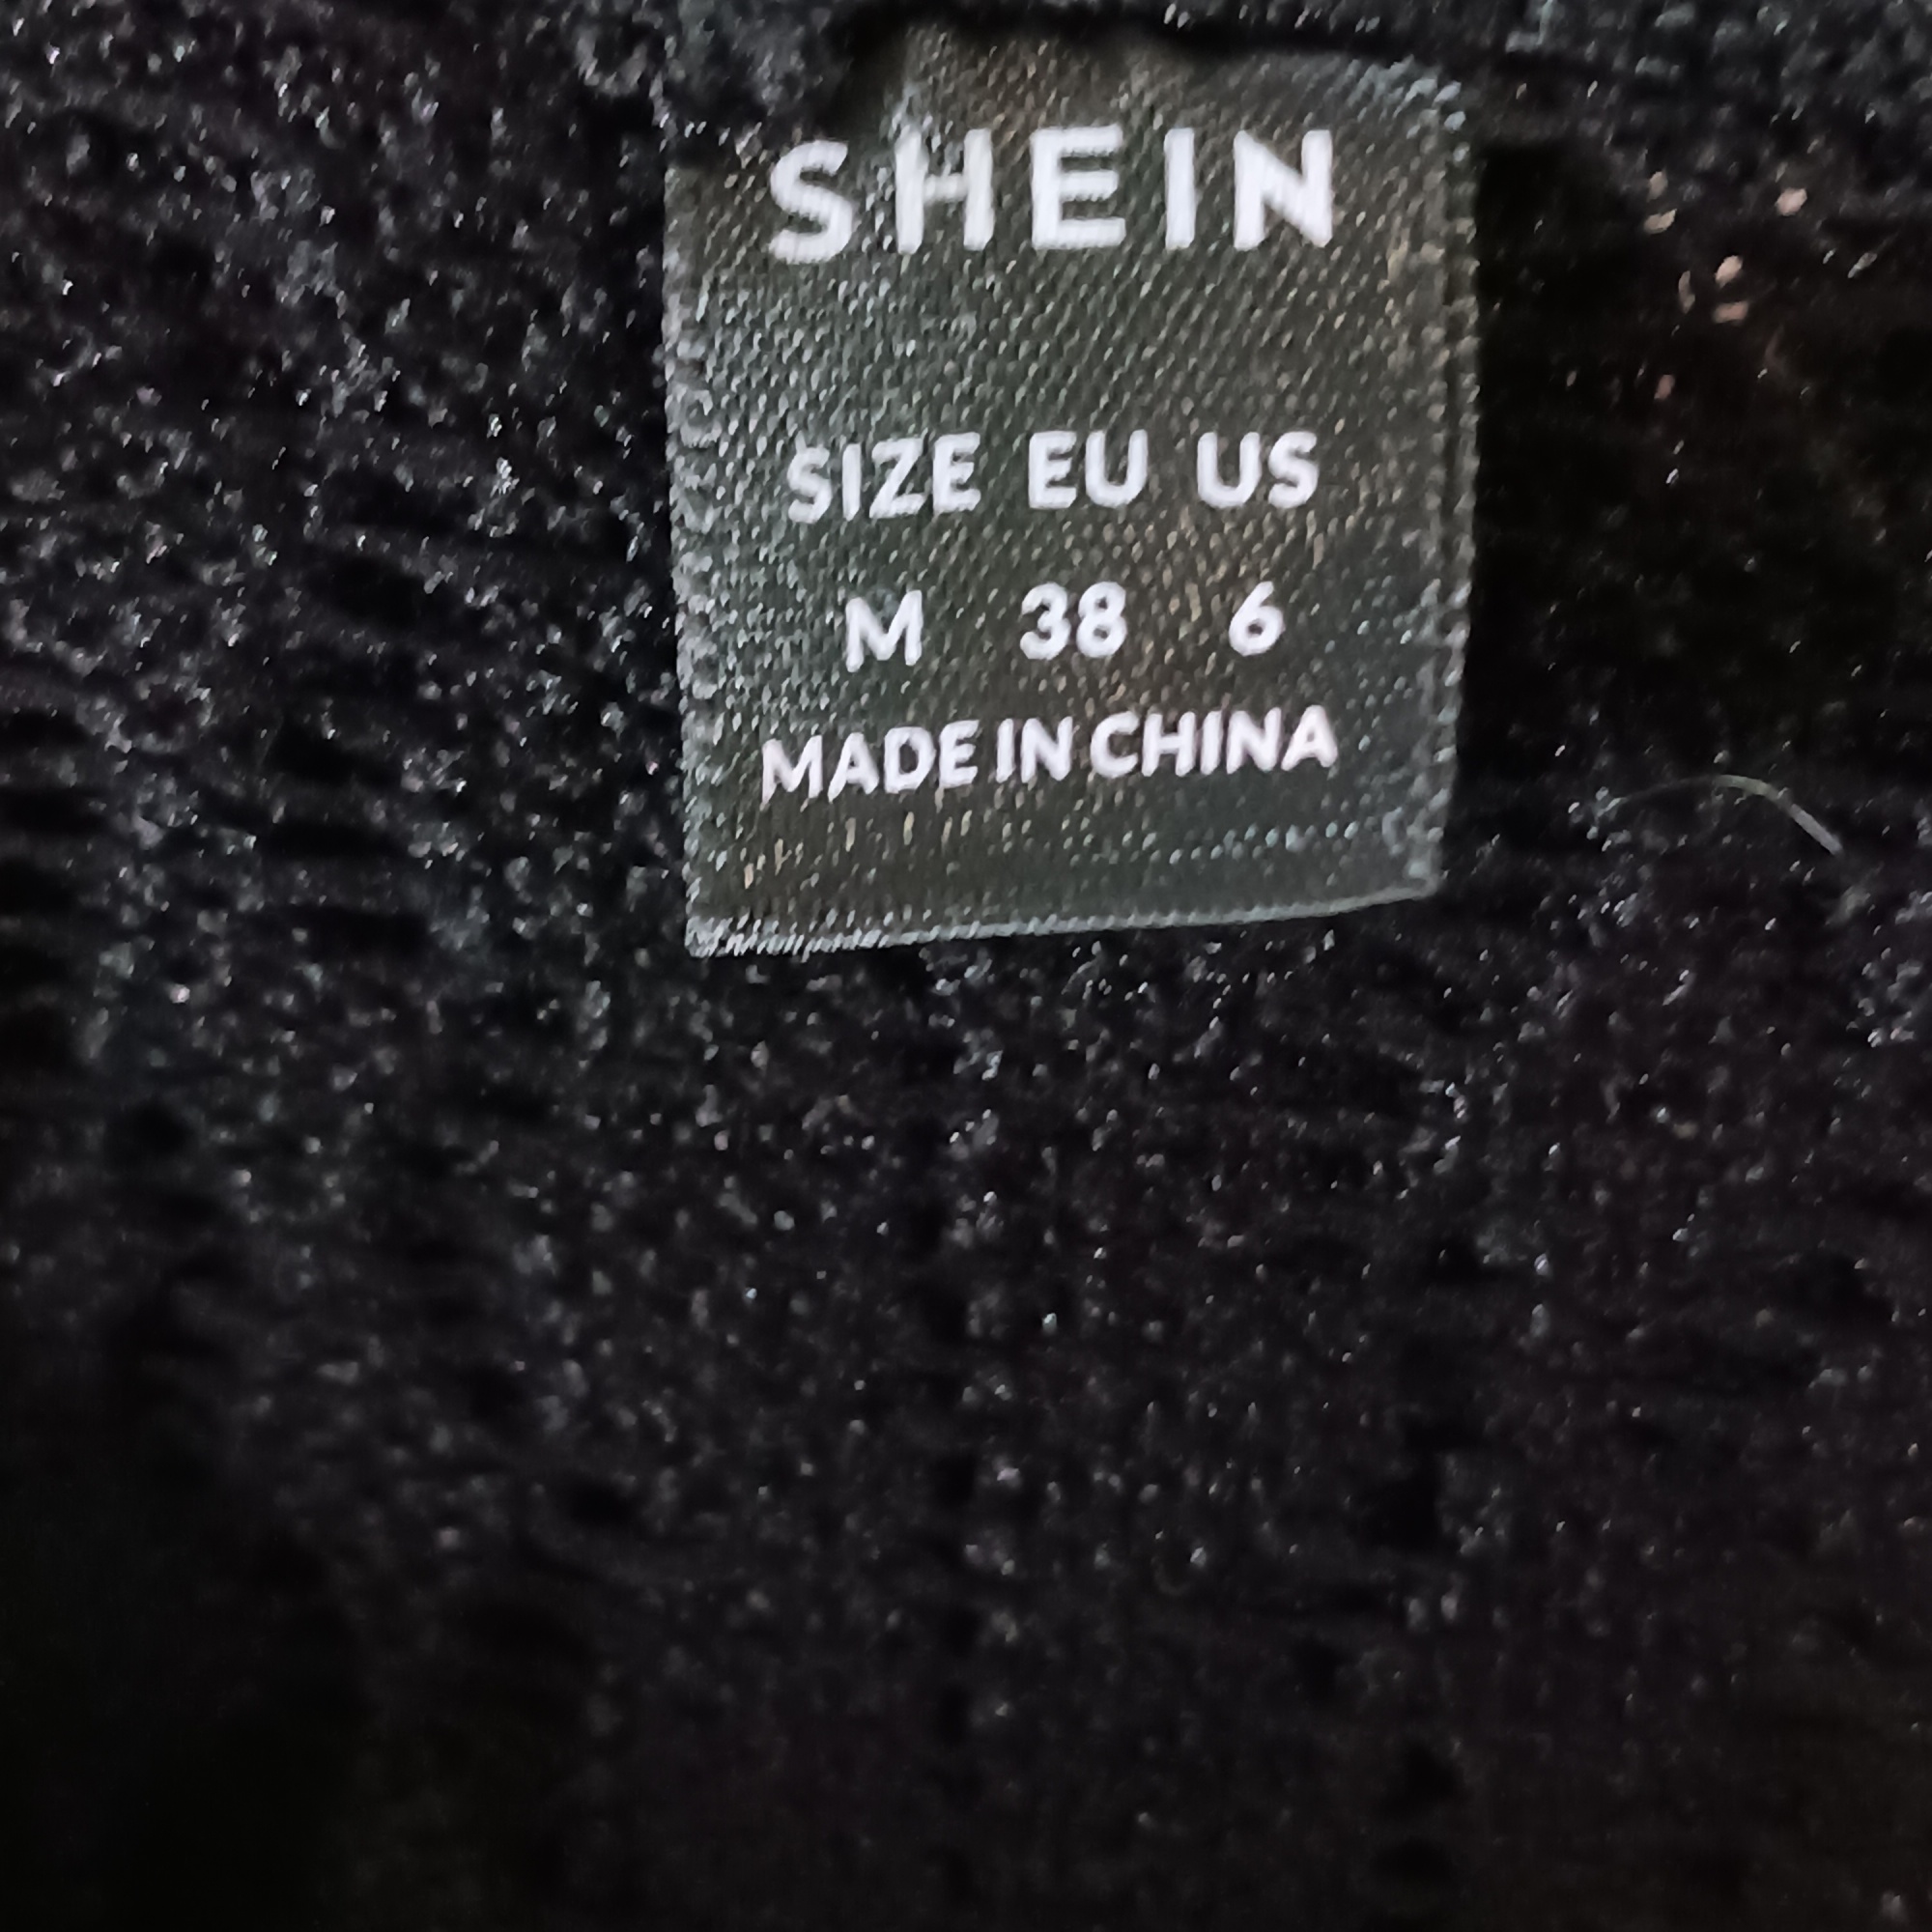 SHEIN
SIZE EU US
M 38 6
MADE IN CHINA